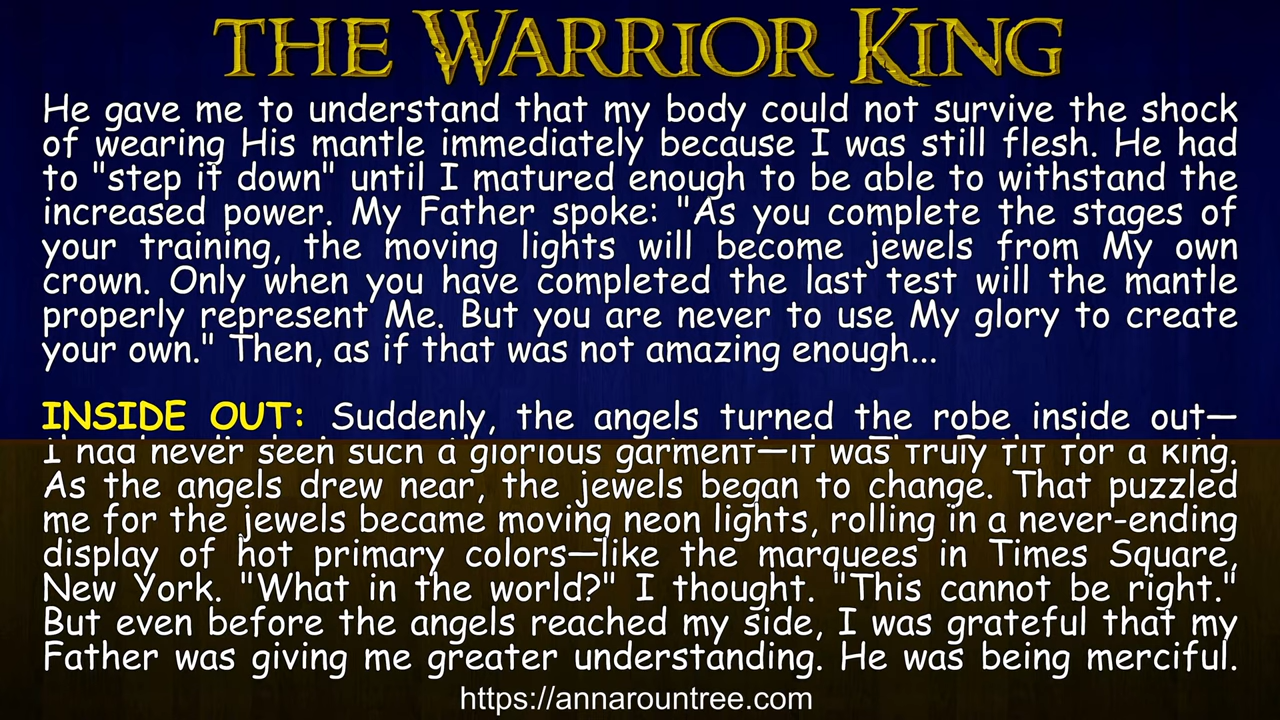 THE WARRIOR KING
He gave me to understand that my body could not survive the shock
of wearing His mantle immediately because I was still flesh. He had
to "step it down" until I matured enough to be able to withstand the
increased power. My Father spoke: "As you complete the stages of
your training, the moving lights will become jewels from My own
crown. Only when you have completed the last test will the mantle
properly represent Me. But you are never to use My glory to create
your own." Then, as if that was not amazing enough...
INSIDE OUT: Suddenly, the angels turned the robe inside out—
I had never seen such a glorious garment—it was truly fit for a king.
As the angels drew near, the jewels began to change. That puzzled
me for the jewels became moving neon lights, rolling in a never-ending
display of hot primary colors—like the marquees in Times Square,
New York. "What in the world?" I thought. "This cannot be right."
But even before the angels reached my side, I was grateful that my
Father was giving me greater understanding. He was being merciful.
https://annarountree.com